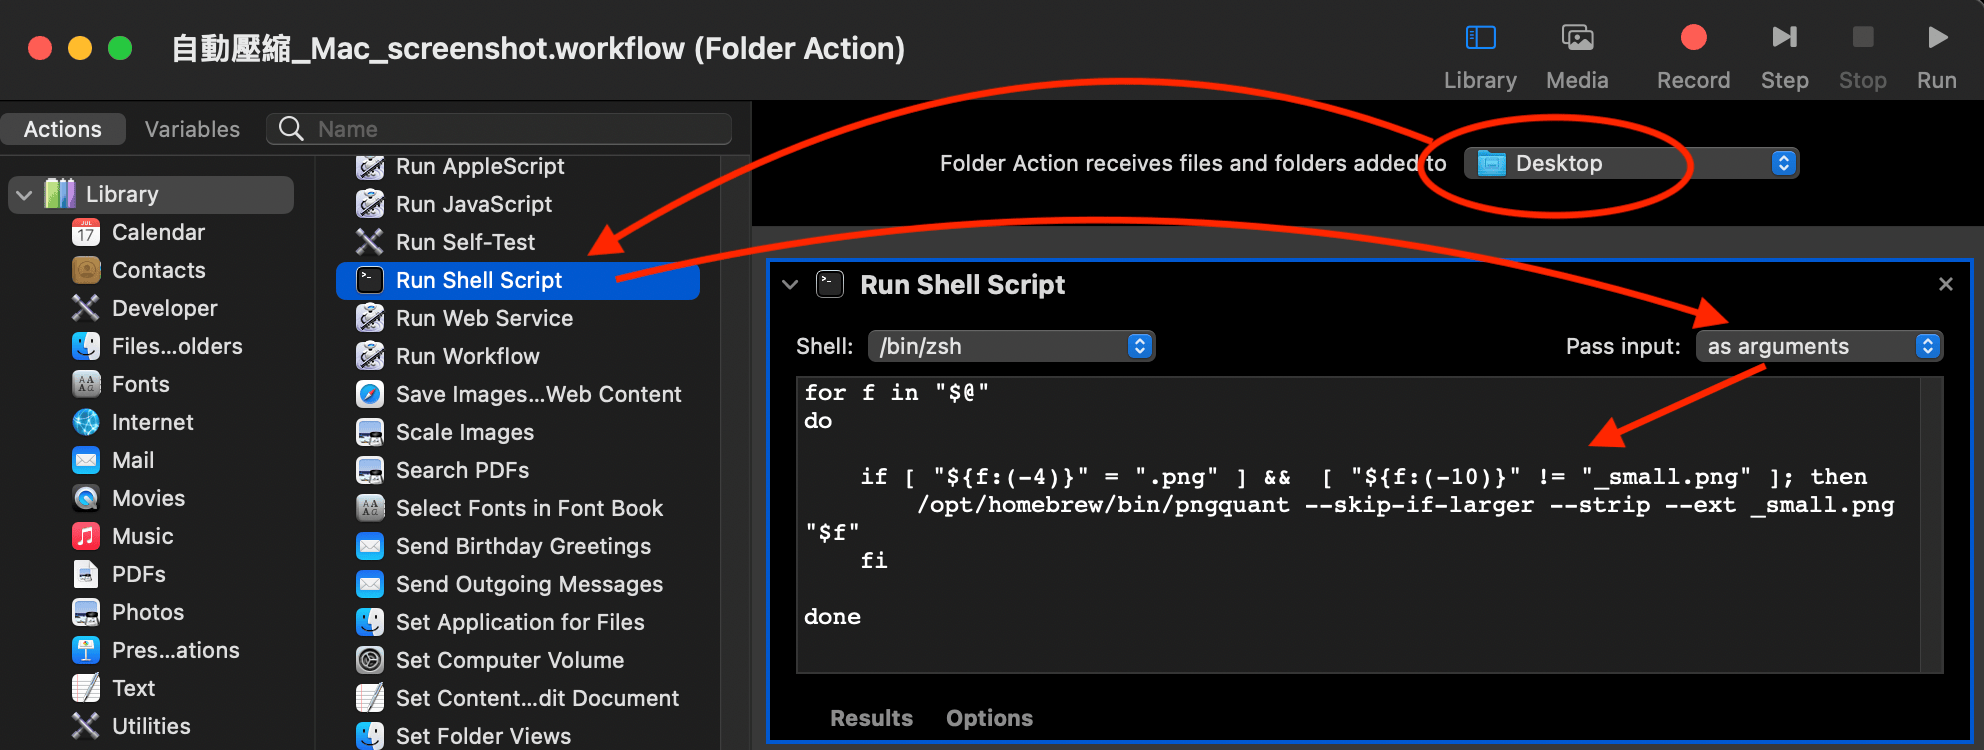 自動壓縮_Mac_screenshot.workflow (Folder Action)
Library
Media
Record
Step
Stop
Run
Actions
Variables
Name
Library
Calendar
Contacts
Developer
Files...olders
Fonts
Internet
Mail
Movies
Music
PDFs
Photos
Pres...ations
Text
Utilities
Run AppleScript
Run JavaScript
Run Self-Test
Run Shell Script
Run Web Service
Run Workflow
Save Images...Web Content
Scale Images
Search PDFs
Select Fonts in Font Book
Send Birthday Greetings
Send Outgoing Messages
Set Application for Files
Set Computer Volume
Set Content...dit Document
Set Folder Views
Folder Action receives files and folders added to
Desktop
Run Shell Script
Shell: /bin/zsh
Pass input: as arguments
for f in "$@"
do
if [ "${f:(-4)}" = ".png" ] && [ "${f:(-10)}" != "_small.png" ]; then
/opt/homebrew/bin/pngquant --skip-if-larger --strip --ext _small.png
"$f"
fi
done
Results
Options